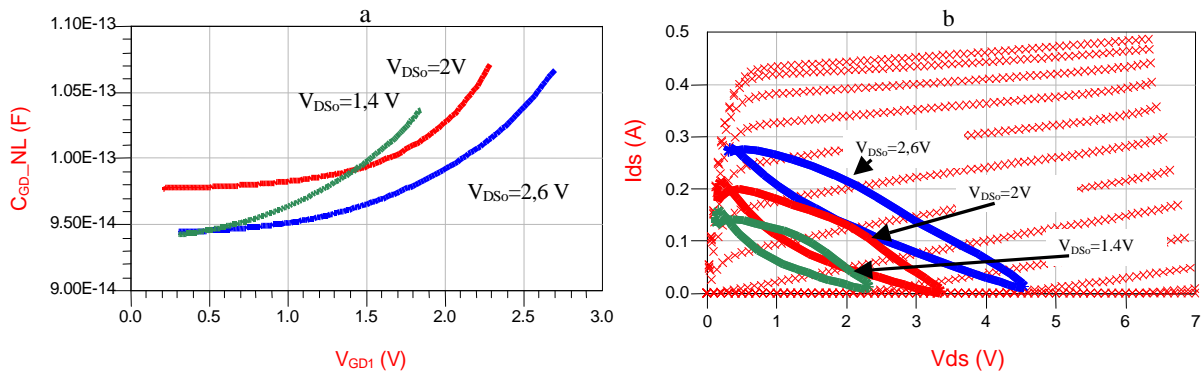 a
1.10E-13
1.05E-13
1.00E-13
9.50E-14
9.00E-14
C_GD_NL (F)
V_DSo=2V
V_DSo=1,4 V
V_DSo=2,6 V
0.0 0.5 1.0 1.5 2.0 2.5 3.0
V_GD1 (V)
b
0.5
0.4
0.3
0.2
0.1
0.0
Ids (A)
V_DSo=2,6V
V_DSo=2V
V_DSo=1.4V
0 1 2 3 4 5 6 7
Vds (V)